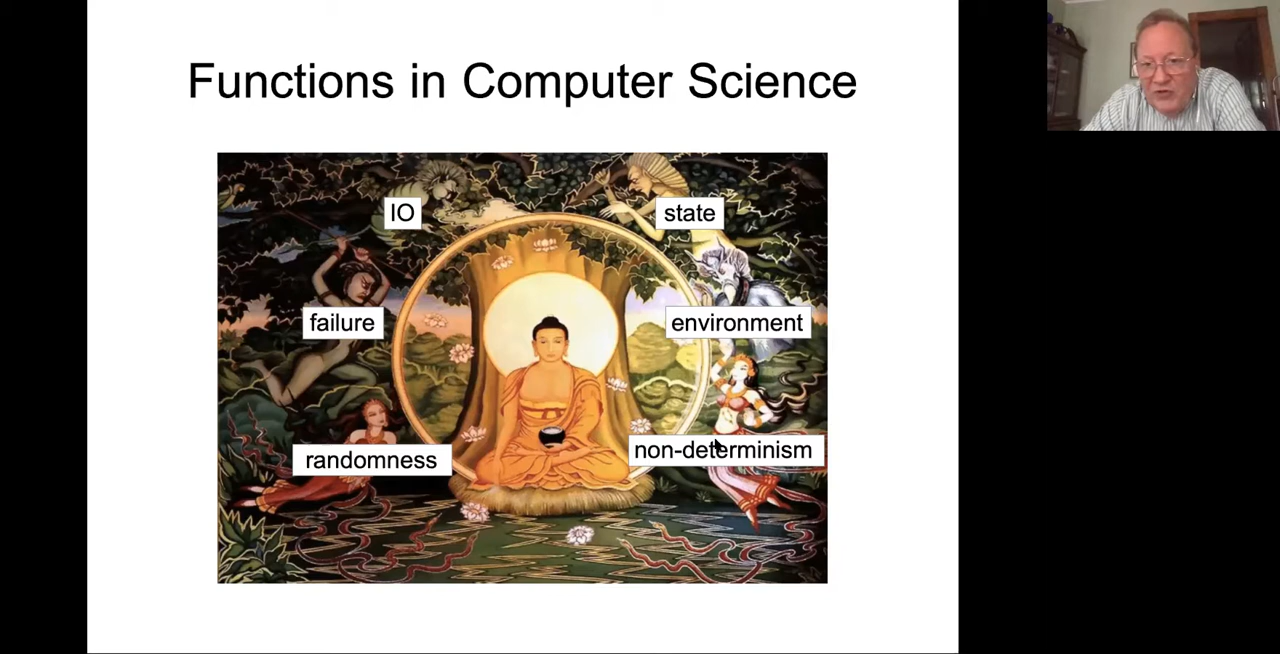 Functions in Computer Science
IO
state
failure
environment
randomness
non-determinism